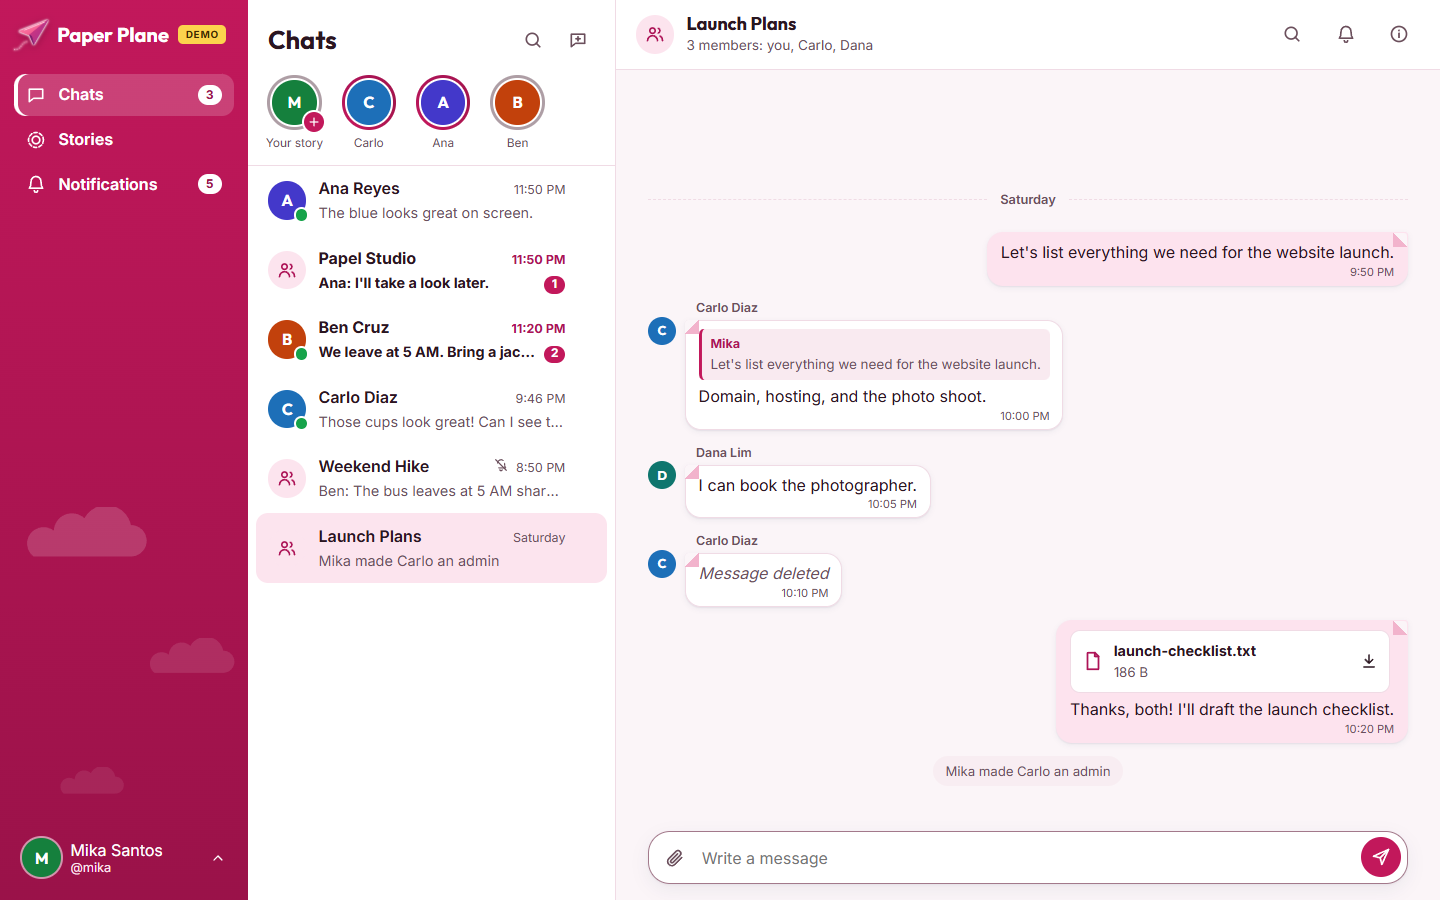 Paper Plane DEMO
Chats 3
Stories
Notifications 5
M
Mika Santos
@mika
Chats
M C A B
Your story Carlo Ana Ben
A
Ana Reyes 11:50 PM
The blue looks great on screen.
Papel Studio 11:50 PM
Ana: I'll take a look later. 1
B
Ben Cruz 11:20 PM
We leave at 5 AM. Bring a jac... 2
C
Carlo Diaz 9:46 PM
Those cups look great! Can I see t...
Weekend Hike 8:50 PM
Ben: The bus leaves at 5 AM shar...
Launch Plans Saturday
Mika made Carlo an admin
Launch Plans
3 members: you, Carlo, Dana
Saturday
Let's list everything we need for the website launch.
9:50 PM
Carlo Diaz
C
Mika
Let's list everything we need for the website launch.
Domain, hosting, and the photo shoot.
10:00 PM
Dana Lim
D
I can book the photographer.
10:05 PM
Carlo Diaz
C
Message deleted
10:10 PM
launch-checklist.txt
186 B
Thanks, both! I'll draft the launch checklist.
10:20 PM
Mika made Carlo an admin
Write a message